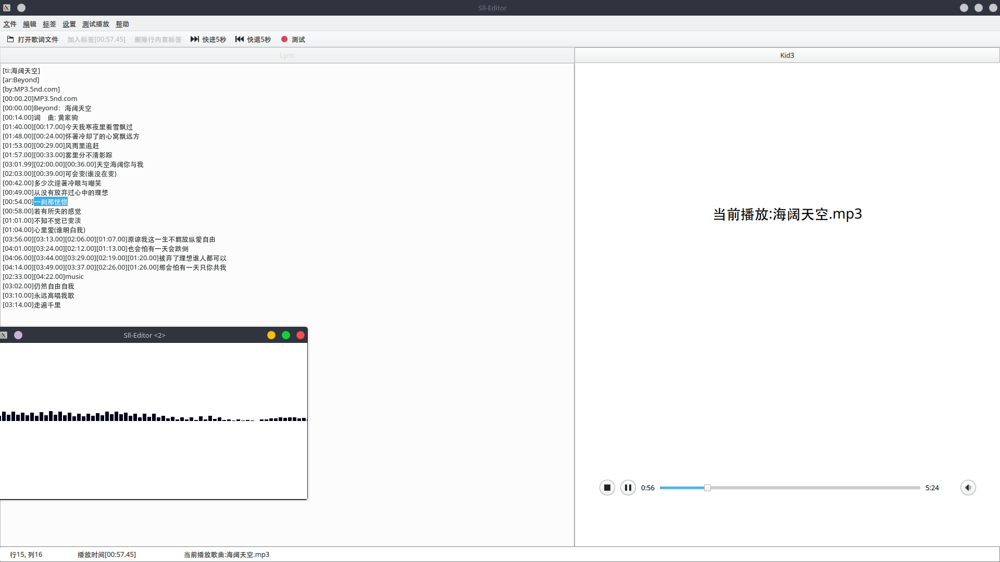 Sll-Editor
文件 编辑 标签 设置 测试播放 帮助
打开歌词文件 加入标签[00:57.45] 删除行内首标签 快进5秒 快退5秒 测试
Lyric
Kid3
[ti:海阔天空]
[ar:Beyond]
[by:MP3.5nd.com]
[00:00.20]MP3.5nd.com
[00:00.00]Beyond：海阔天空
[00:14.00]词　曲: 黄家驹
[01:40.00][00:17.00]今天我寒夜里看雪飘过
[01:48.00][00:24.00]怀著冷却了的心窝飘远方
[01:53.00][00:29.00]风雨里追赶
[01:57.00][00:33.00]雾里分不清影踪
[03:01.99][02:00.00][00:36.00]天空海阔你与我
[02:03.00][00:39.00]可会变(谁没在变)
[00:42.00]多少次迎著冷眼与嘲笑
[00:49.00]从没有放弃过心中的理想
[00:54.00]一刹那恍惚
[00:58.00]若有所失的感觉
[01:01.00]不知不觉已变淡
[01:04.00]心里爱(谁明白我)
[03:56.00][03:13.00][02:06.00][01:07.00]原谅我这一生不羁放纵爱自由
[04:01.00][03:24.00][02:12.00][01:13.00]也会怕有一天会跌倒
[04:06.00][03:44.00][03:29.00][02:19.00][01:20.00]被弃了理想谁人都可以
[04:14.00][03:49.00][03:37.00][02:26.00][01:26.00]那会怕有一天只你共我
[02:33.00][04:22.00]music
[03:02.00]仍然自由自我
[03:10.00]永远高唱我歌
[03:14.00]走遍千里
当前播放:海阔天空.mp3
Sll-Editor <2>
0:56 5:24
行15, 列16 播放时间[00:57.45] 当前播放歌曲:海阔天空.mp3